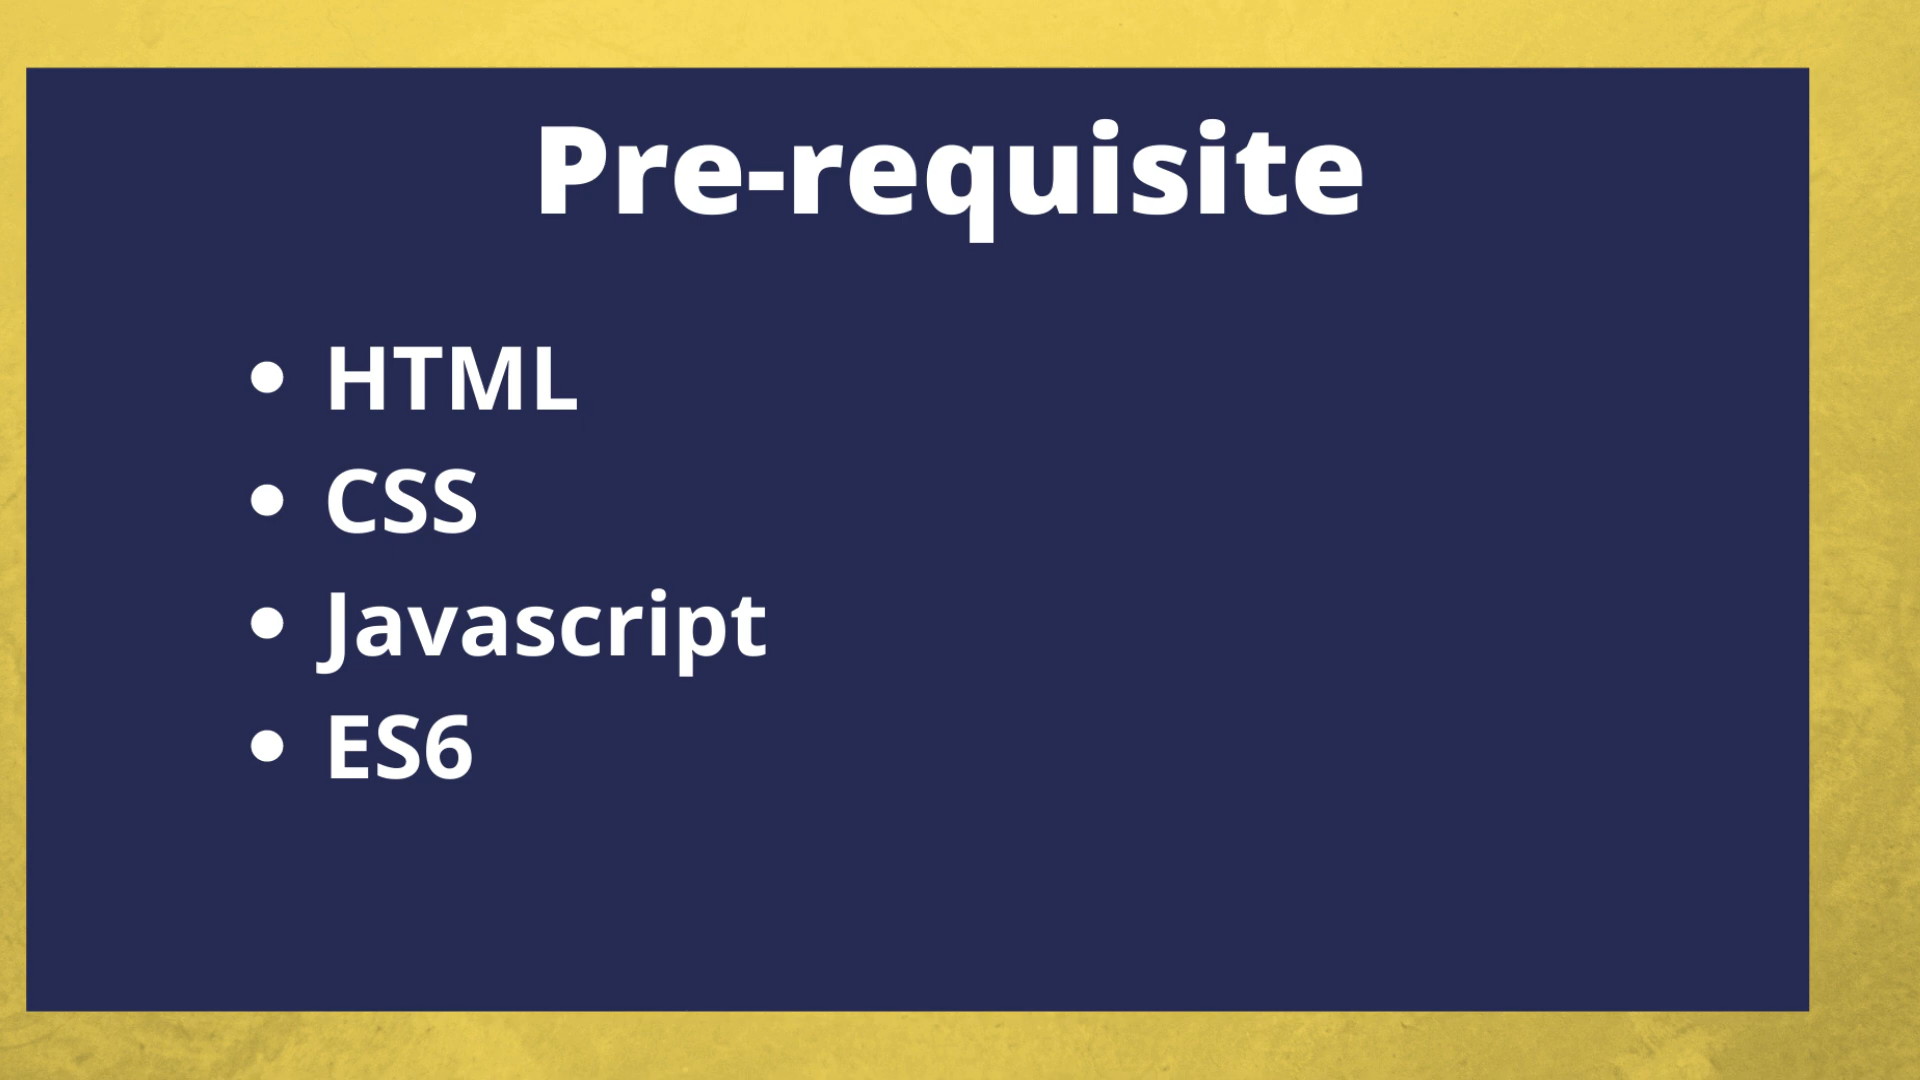 Pre-requisite
• HTML
• CSS
• Javascript
• ES6